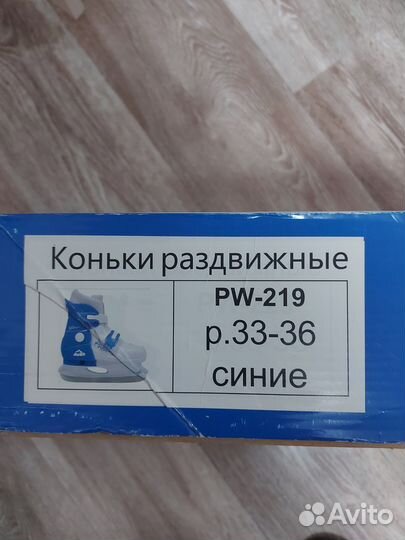 Коньки раздвижные
PW-219
р.33-36
синие
Avito